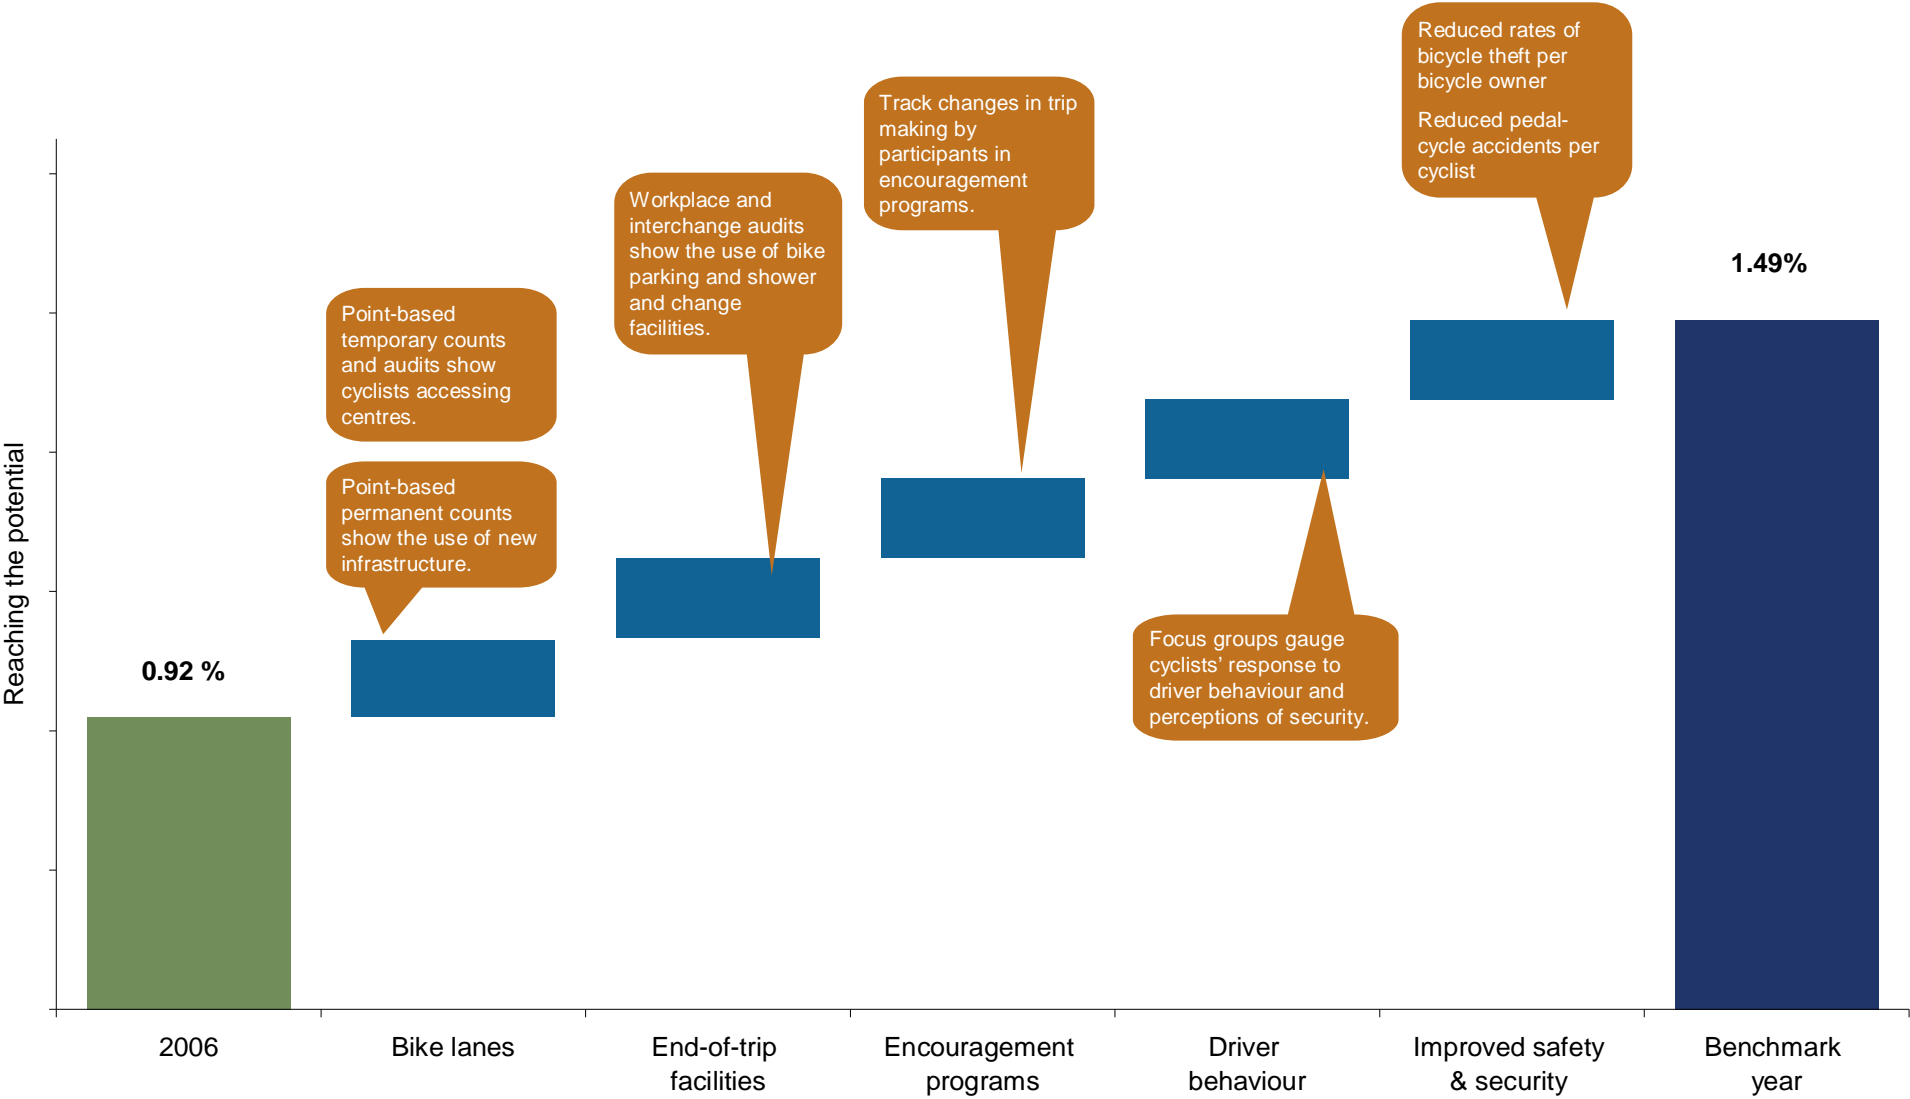 Reduced rates of
bicycle theft per
bicycle owner
Reduced pedal-
cycle accidents per
cyclist
Track changes in trip
making by
participants in
encouragement
programs.
Workplace and
interchange audits
show the use of bike
parking and shower
and change
facilities.
1.49%
Point-based
temporary counts
and audits show
cyclists accessing
centres.
Point-based
permanent counts
show the use of new
infrastructure.
Reaching the potential
0.92 %
Focus groups gauge
cyclists’ response to
driver behaviour and
perceptions of security.
2006
Bike lanes
End-of-trip
facilities
Encouragement
programs
Driver
behaviour
Improved safety
& security
Benchmark
year